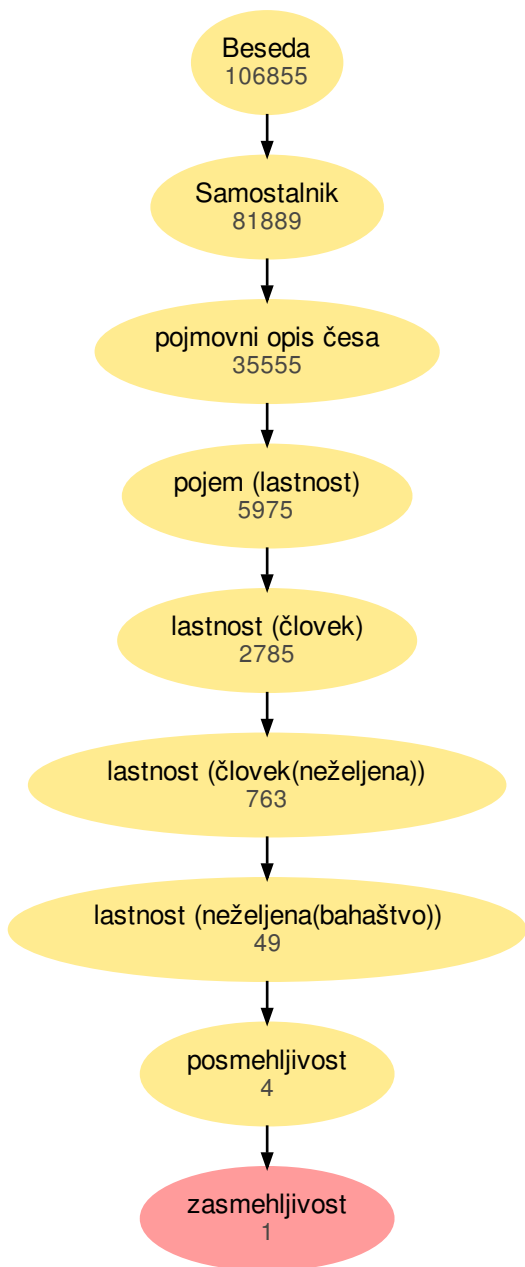 Beseda
106855
Samostalnik
81889
pojmovni opis česa
35555
pojem (lastnost)
5975
lastnost (človek)
2785
lastnost (človek(neželjena))
763
lastnost (neželjena(bahaštvo))
49
posmehljivost
4
zasmehljivost
1